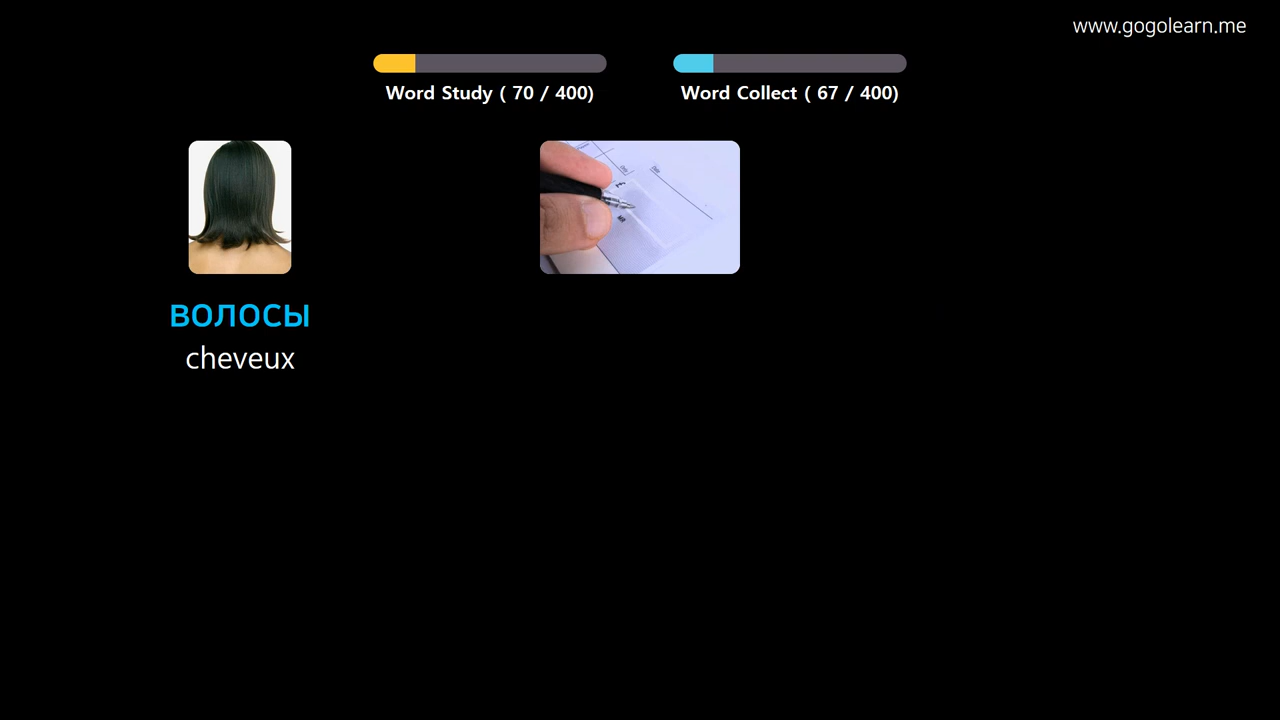 www.gogolearn.me
Word Study ( 70 / 400)
Word Collect ( 67 / 400)
волосы
cheveux